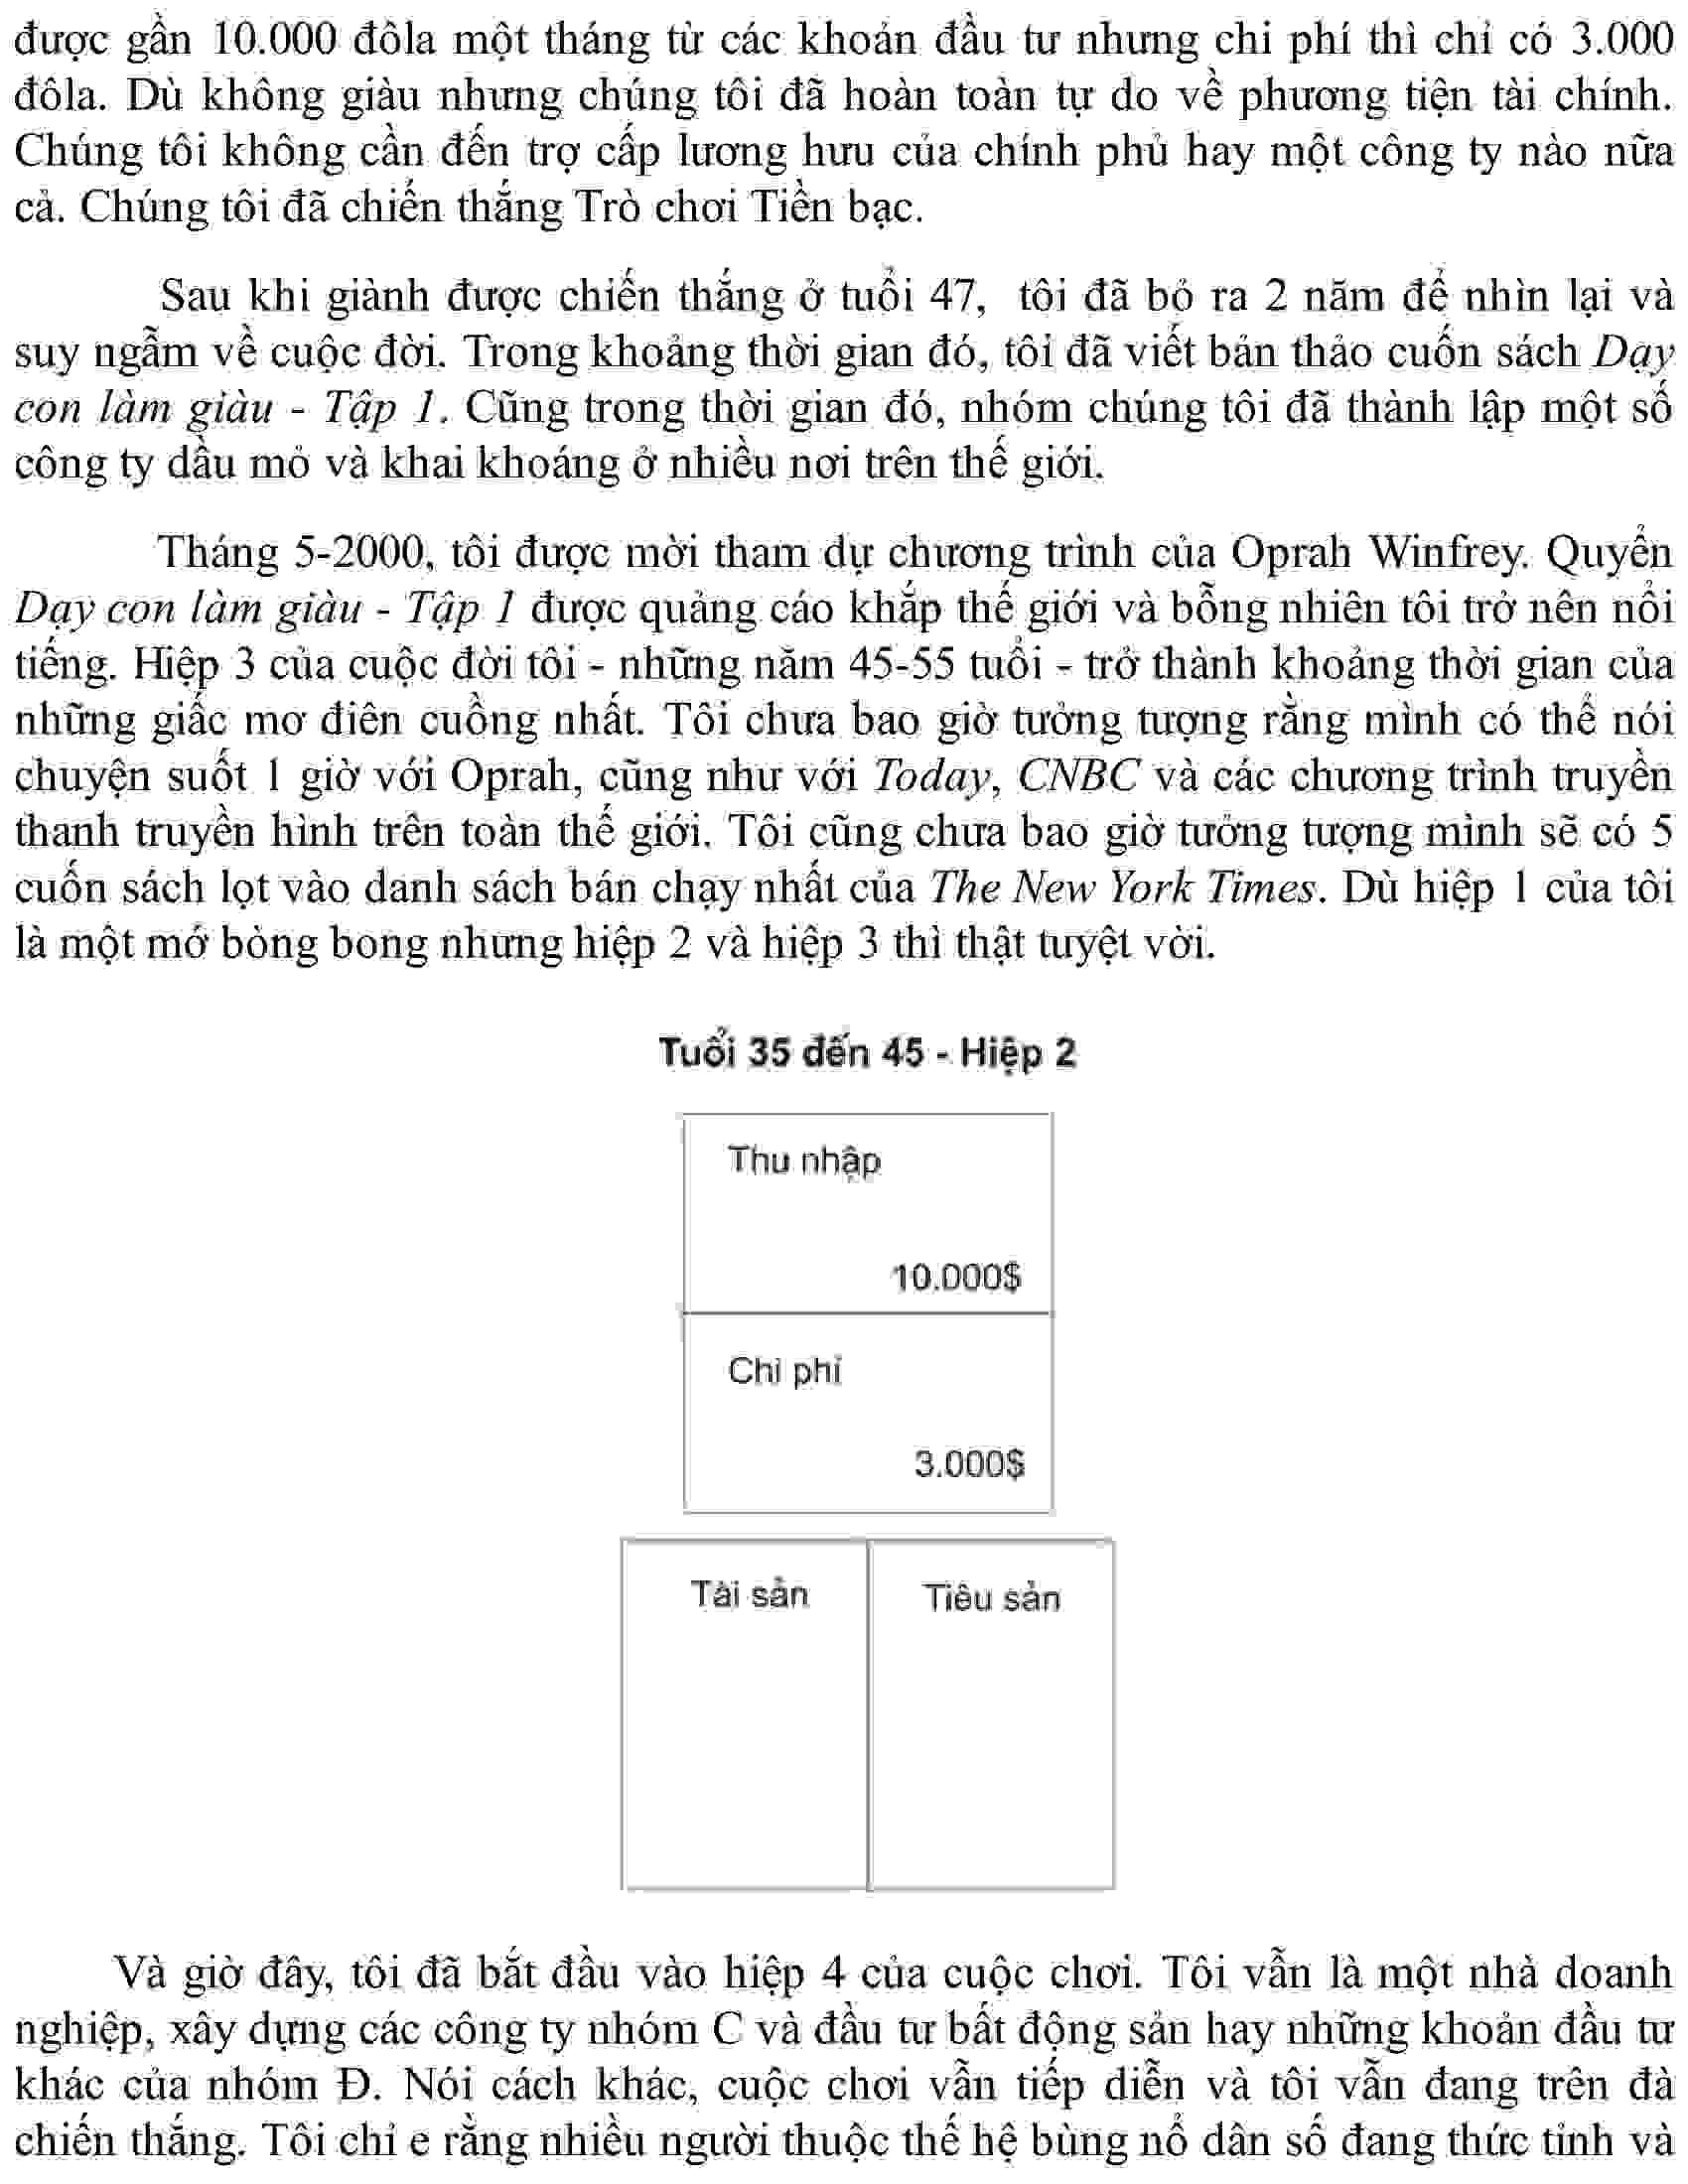 được gần 10.000 đôla một tháng từ các khoản đầu tư nhưng chi phí thì chỉ có 3.000
đôla. Dù không giàu nhưng chúng tôi đã hoàn toàn tự do về phương tiện tài chính.
Chúng tôi không cần đến trợ cấp lương hưu của chính phủ hay một công ty nào nữa
cả. Chúng tôi đã chiến thắng Trò chơi Tiền bạc.
Sau khi giành được chiến thắng ở tuổi 47, tôi đã bỏ ra 2 năm để nhìn lại và
suy ngẫm về cuộc đời. Trong khoảng thời gian đó, tôi đã viết bản thảo cuốn sách Dạy
con làm giàu - Tập 1. Cũng trong thời gian đó, nhóm chúng tôi đã thành lập một số
công ty dầu mỏ và khai khoáng ở nhiều nơi trên thế giới.
Tháng 5-2000, tôi được mời tham dự chương trình của Oprah Winfrey. Quyển
Dạy con làm giàu - Tập 1 được quảng cáo khắp thế giới và bỗng nhiên tôi trở nên nổi
tiếng. Hiệp 3 của cuộc đời tôi - những năm 45-55 tuổi - trở thành khoảng thời gian của
những giấc mơ điên cuồng nhất. Tôi chưa bao giờ tưởng tượng rằng mình có thể nói
chuyện suốt 1 giờ với Oprah, cũng như với Today, CNBC và các chương trình truyền
thanh truyền hình trên toàn thế giới. Tôi cũng chưa bao giờ tưởng tượng mình sẽ có 5
cuốn sách lọt vào danh sách bán chạy nhất của The New York Times. Dù hiệp 1 của tôi
là một mớ bòng bong nhưng hiệp 2 và hiệp 3 thì thật tuyệt vời.
Tuổi 35 đến 45 - Hiệp 2
Thu nhập
10.000$
Chi phí
3.000$
Tài sản
Tiêu sản
Và giờ đây, tôi đã bắt đầu vào hiệp 4 của cuộc chơi. Tôi vẫn là một nhà doanh
nghiệp, xây dựng các công ty nhóm C và đầu tư bất động sản hay những khoản đầu tư
khác của nhóm Đ. Nói cách khác, cuộc chơi vẫn tiếp diễn và tôi vẫn đang trên đà
chiến thắng. Tôi chỉ e rằng nhiều người thuộc thế hệ bùng nổ dân số đang thức tỉnh và